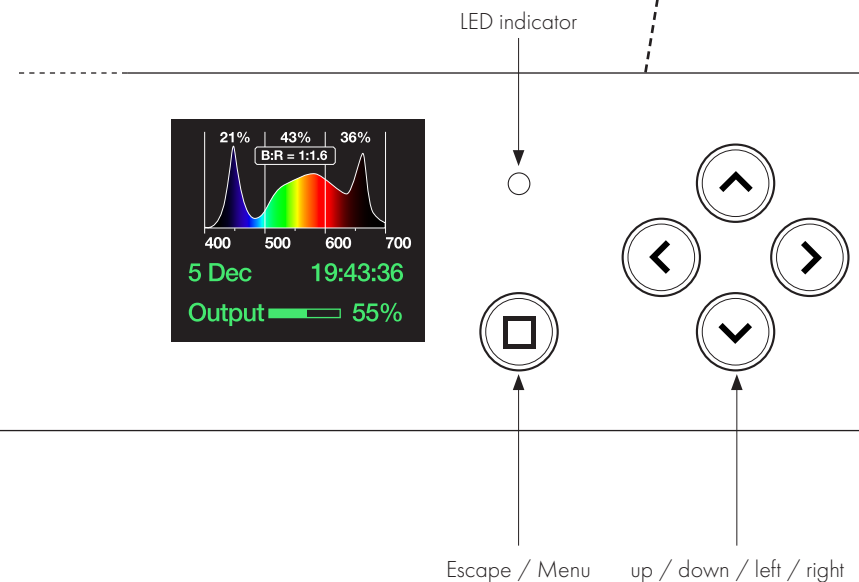 LED indicator
21% 43% 36%
B:R = 1:1.6
400 500 600 700
5 Dec 19:43:36
Output 55%
Escape / Menu up / down / left / right